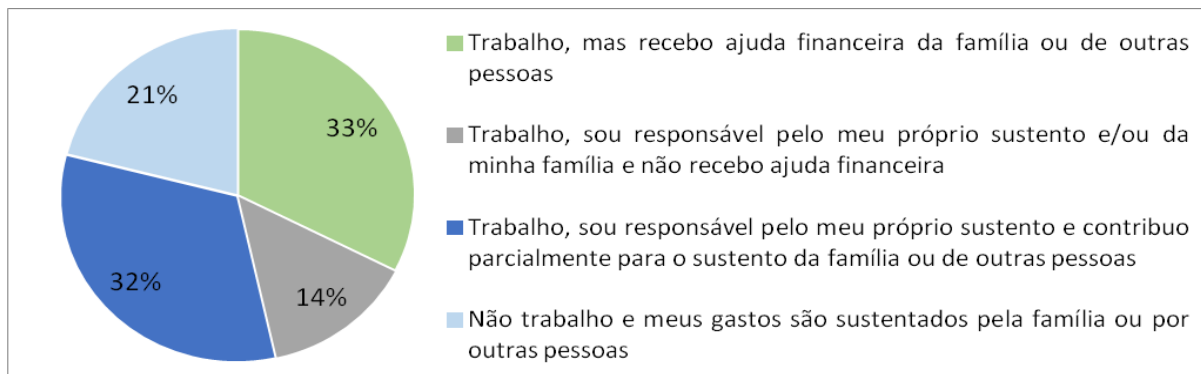 Trabalho, mas recebo ajuda financeira da família ou de outras
pessoas
21%
33%
Trabalho, sou responsável pelo meu próprio sustento e/ou da
minha família e não recebo ajuda financeira
Trabalho, sou responsável pelo meu próprio sustento e contribuo
parcialmente para o sustento da família ou de outras pessoas
32%
14%
Não trabalho e meus gastos são sustentados pela família ou por
outras pessoas